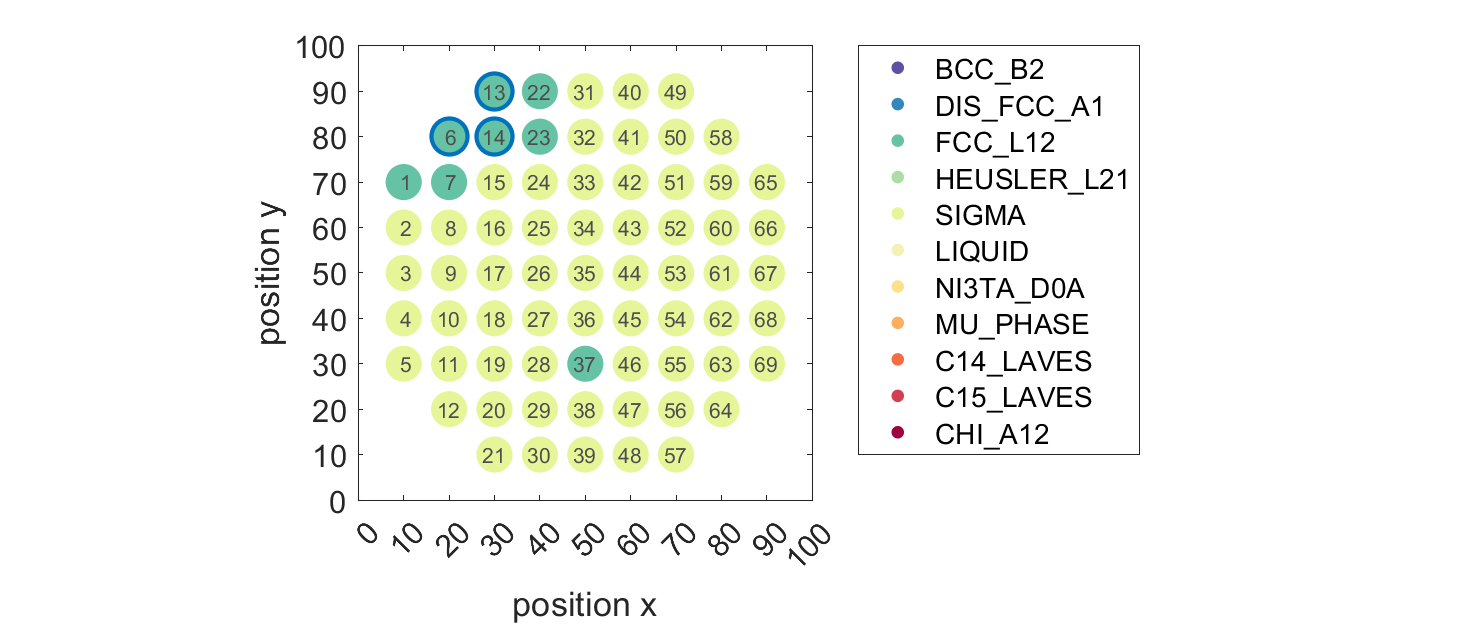 100
90
80
70
60
50
40
30
20
10
0
position y
13 22 31 40 49
6 14 23 32 41 50 58
1 7 15 24 33 42 51 59 65
2 8 16 25 34 43 52 60 66
3 9 17 26 35 44 53 61 67
4 10 18 27 36 45 54 62 68
5 11 19 28 37 46 55 63 69
12 20 29 38 47 56 64
21 30 39 48 57
0 10 20 30 40 50 60 70 80 90 100
position x
BCC_B2
DIS_FCC_A1
FCC_L12
HEUSLER_L21
SIGMA
LIQUID
NI3TA_D0A
MU_PHASE
C14_LAVES
C15_LAVES
CHI_A12